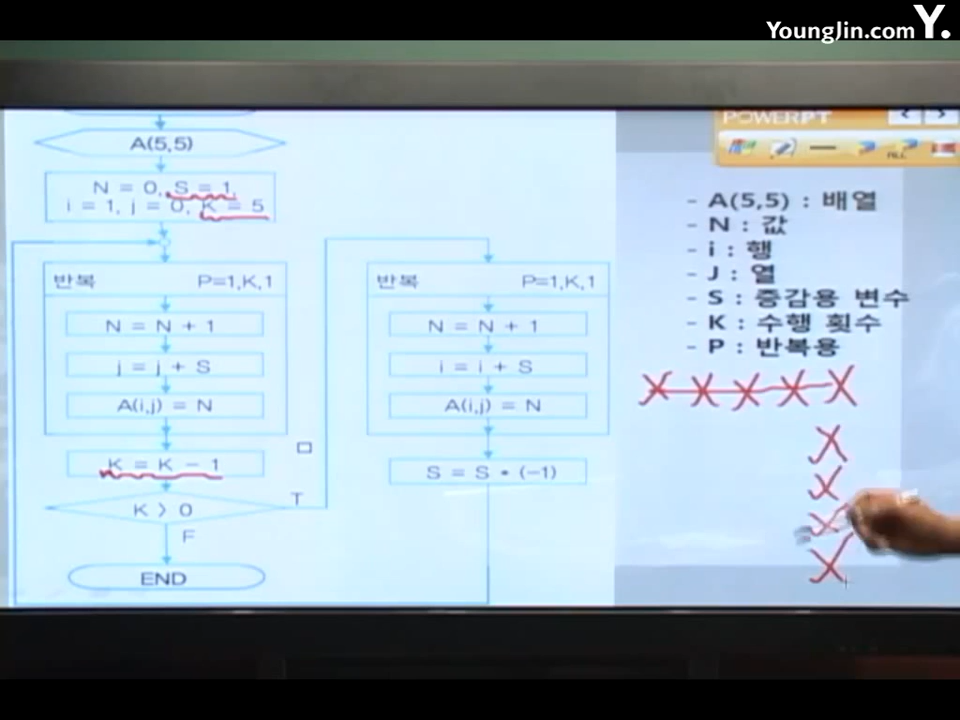 YoungJin.com Y.
POWERPT
ALL
A(5,5)
N = 0, S = 1,
i = 1, j = 0, K = 5
반복 P=1,K,1
N = N + 1
j = j + S
A(i,j) = N
K = K - 1
K > 0
T
F
END
반복 P=1,K,1
N = N + 1
i = i + S
A(i,j) = N
S = S * (-1)
- A(5,5) : 배열
- N : 값
- i : 행
- J : 열
- S : 증감용 변수
- K : 수행 횟수
- P : 반복용
X X X X X
X
X
X
X